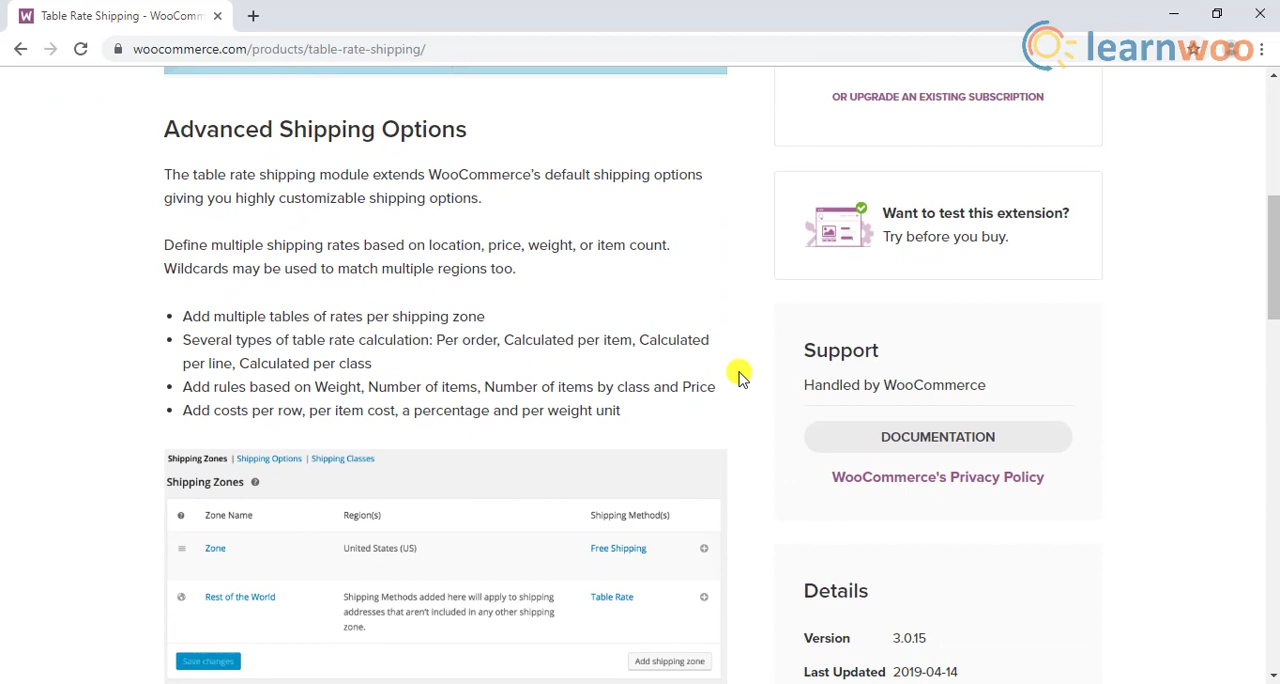 Table Rate Shipping - WooComm
woocommerce.com/products/table-rate-shipping/
learnwoo
OR UPGRADE AN EXISTING SUBSCRIPTION
Advanced Shipping Options
The table rate shipping module extends WooCommerce's default shipping options
giving you highly customizable shipping options.
Define multiple shipping rates based on location, price, weight, or item count.
Wildcards may be used to match multiple regions too.
• Add multiple tables of rates per shipping zone
• Several types of table rate calculation: Per order, Calculated per item, Calculated
per line, Calculated per class
• Add rules based on Weight, Number of items, Number of items by class and Price
• Add costs per row, per item cost, a percentage and per weight unit
Shipping Zones | Shipping Options | Shipping Classes
Shipping Zones
Zone Name Region(s) Shipping Method(s)
Zone United States (US) Free Shipping
Rest of the World Shipping Methods added here will apply to shipping Table Rate
addresses that aren't included in any other shipping
zone.
Save changes Add shipping zone
Want to test this extension?
Try before you buy.
Support
Handled by WooCommerce
DOCUMENTATION
WooCommerce's Privacy Policy
Details
Version 3.0.15
Last Updated 2019-04-14